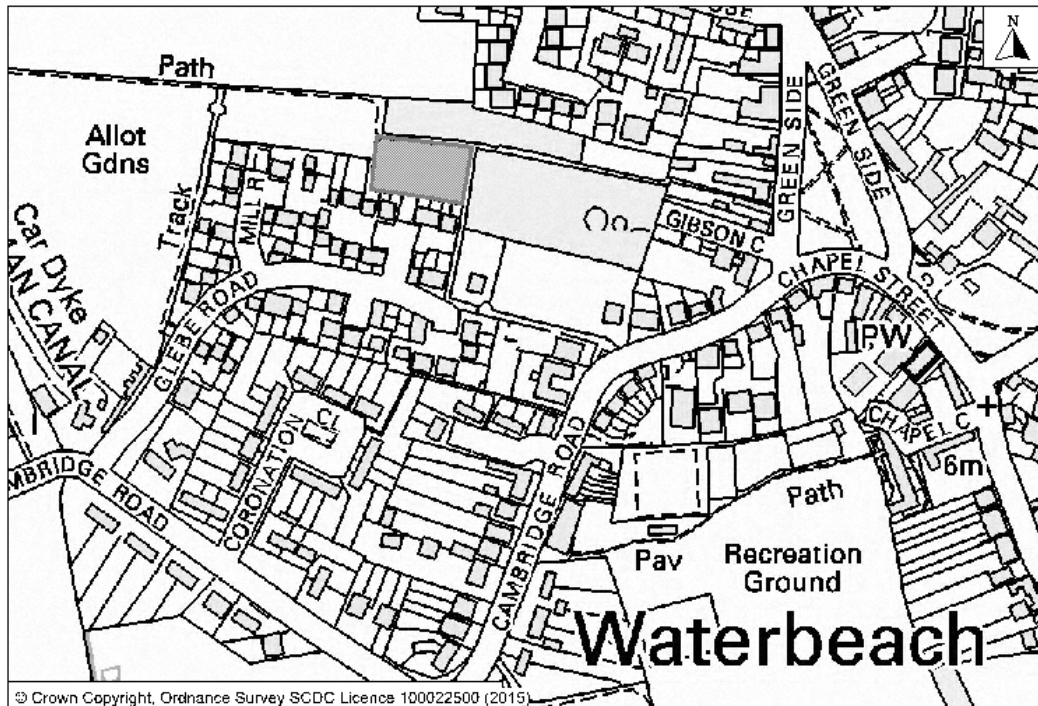 N
Path
GREEN SIDE
GREEN SIDE
Allot
Gdns
MILL R
Track
GIBSON C
Car Dyke
AN CANAL
GLEBE ROAD
CHAPEL STREET
PW
CHAPEL C
6m
CORONATION CL
CAMBRIDGE ROAD
MBRIDGE ROAD
Path
Pav
Recreation
Ground
Waterbeach
© Crown Copyright, Ordnance Survey SCDC Licence 100022500 (2015)